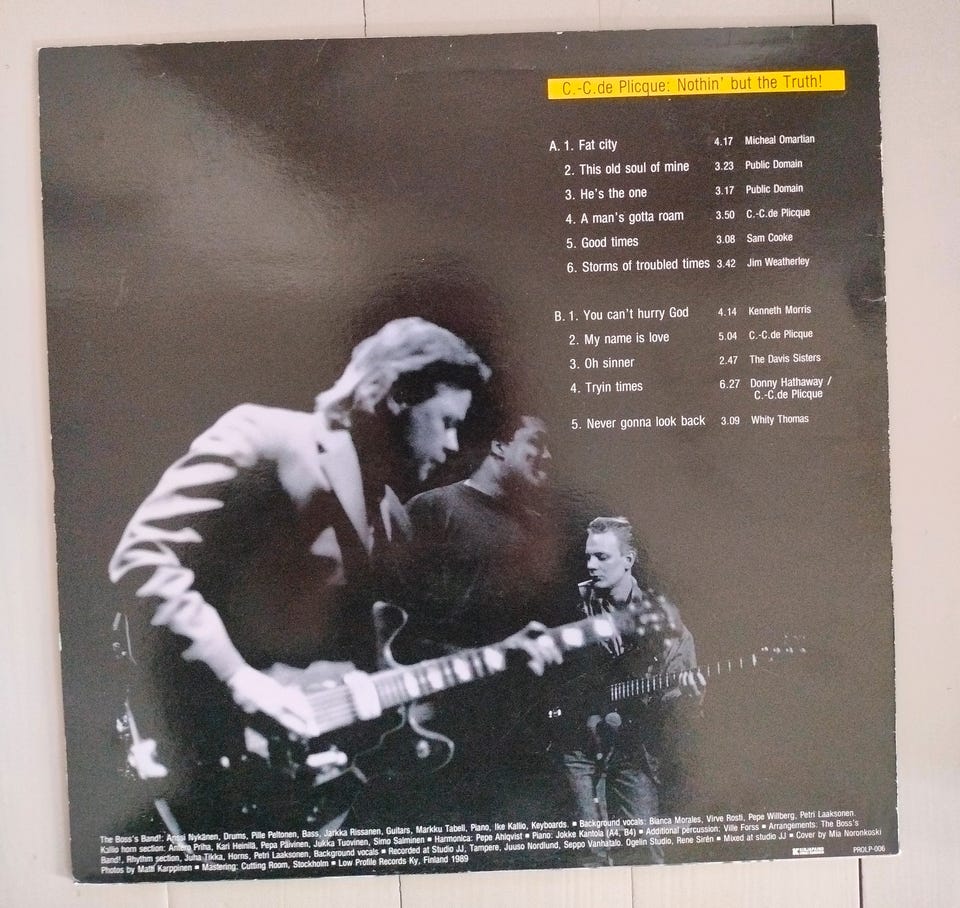 C.-C.de Plicque: Nothin' but the Truth!
A. 1. Fat city 4.17 Micheal Omartian
2. This old soul of mine 3.23 Public Domain
3. He's the one 3.17 Public Domain
4. A man's gotta roam 3.50 C.-C.de Plicque
5. Good times 3.08 Sam Cooke
6. Storms of troubled times 3.42 Jim Weatherley
B. 1. You can't hurry God 4.14 Kenneth Morris
2. My name is love 5.04 C.-C.de Plicque
3. Oh sinner 2.47 The Davis Sisters
4. Tryin times 6.27 Donny Hathaway /
C.-C.de Plicque
5. Never gonna look back 3.09 Whity Thomas
The Boss's Band!: Anssi Nykänen, Drums, Pille Peltonen, Bass, Jarkka Rissanen, Guitars, Markku Tabell, Piano, Ike Kallio, Keyboards. ■ Background vocals: Bianca Morales, Virve Rosti, Pepe Willberg, Petri Laaksonen.
Kallio horn section: Antero Priha, Kari Heinilä, Pepa Päivinen, Jukka Tuovinen, Simo Salminen ■ Harmonica: Pepe Ahlqvist ■ Piano: Jokke Kantola (A4, B4) ■ Additional percussion: Ville Forss ■ Arrangements: The Boss's
Band!, Rhythm section, Juha Tikka, Horns, Petri Laaksonen, Background vocals ■ Recorded at Studio JJ, Tampere, Juuso Nordlund, Seppo Vanhatalo. Ogelin Studio, Rene Sirén ■ Mixed at studio JJ ■ Cover by Mia Noronkoski
Photos by Matti Karppinen ■ Mastering: Cutting Room, Stockholm ■ Low Profile Records Ky, Finland 1989
PROLP-006